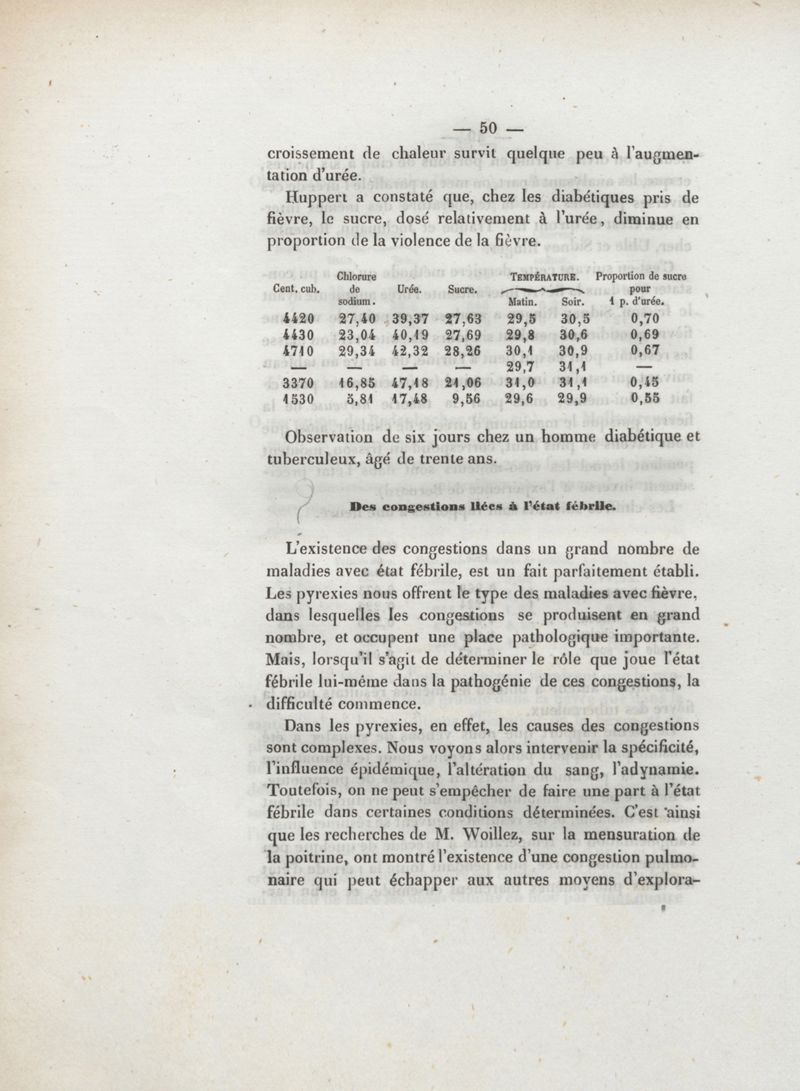 — 50 —
croissement de chaleur survit quelque peu à l'augmen-
tation d'urée.
Huppert a constaté que, chez les diabétiques pris de
fièvre, le sucre, dosé relativement à l'urée, diminue en
proportion de la violence de la fièvre.
Cent. cub. Chlorure de sodium. Urée. Sucre. TEMPÉRATURE. Matin. Soir. Proportion de sucre pour 1 p. d'urée.
4420 27,40 39,37 27,63 29,5 30,5 0,70
4430 23,04 40,19 27,69 29,8 30,6 0,69
4710 29,34 42,32 28,26 30,1 30,9 0,67
— — — — 29,7 31,1 —
3370 16,85 47,18 21,06 31,0 31,1 0,45
1530 5,81 17,48 9,56 29,6 29,9 0,55
Observation de six jours chez un homme diabétique et
tuberculeux, âgé de trente ans.
Des congestions liées à l'état fébrile.
L'existence des congestions dans un grand nombre de
maladies avec état fébrile, est un fait parfaitement établi.
Les pyrexies nous offrent le type des maladies avec fièvre,
dans lesquelles les congestions se produisent en grand
nombre, et occupent une place pathologique importante.
Mais, lorsqu'il s'agit de déterminer le rôle que joue l'état
fébrile lui-même dans la pathogénie de ces congestions, la
difficulté commence.
Dans les pyrexies, en effet, les causes des congestions
sont complexes. Nous voyons alors intervenir la spécificité,
l'influence épidémique, l'altération du sang, l'adynamie.
Toutefois, on ne peut s'empêcher de faire une part à l'état
fébrile dans certaines conditions déterminées. C'est ainsi
que les recherches de M. Woillez, sur la mensuration de
la poitrine, ont montré l'existence d'une congestion pulmo-
naire qui peut échapper aux autres moyens d'explora-